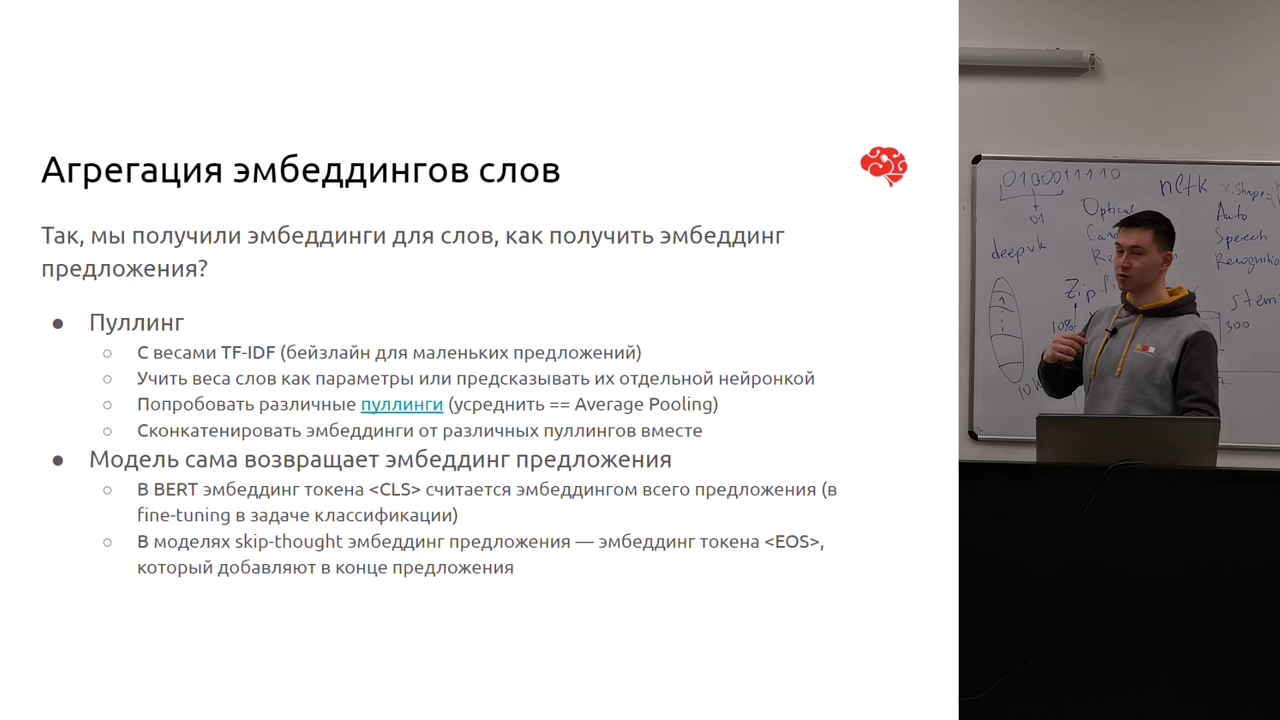 Агрегация эмбеддингов слов
Так, мы получили эмбеддинги для слов, как получить эмбеддинг
предложения?
● Пуллинг
○ С весами TF-IDF (бейзлайн для маленьких предложений)
○ Учить веса слов как параметры или предсказывать их отдельной нейронкой
○ Попробовать различные пуллинги (усреднить == Average Pooling)
○ Сконкатенировать эмбеддинги от различных пуллингов вместе
● Модель сама возвращает эмбеддинг предложения
○ В BERT эмбеддинг токена <CLS> считается эмбеддингом всего предложения (в
fine-tuning в задаче классификации)
○ В моделях skip-thought эмбеддинг предложения — эмбеддинг токена <EOS>,
который добавляют в конце предложения
0100011110
01
nltk
x.shape=(
Optical
deepvk
Auto
Speech
Recognition
Zip
10%
300